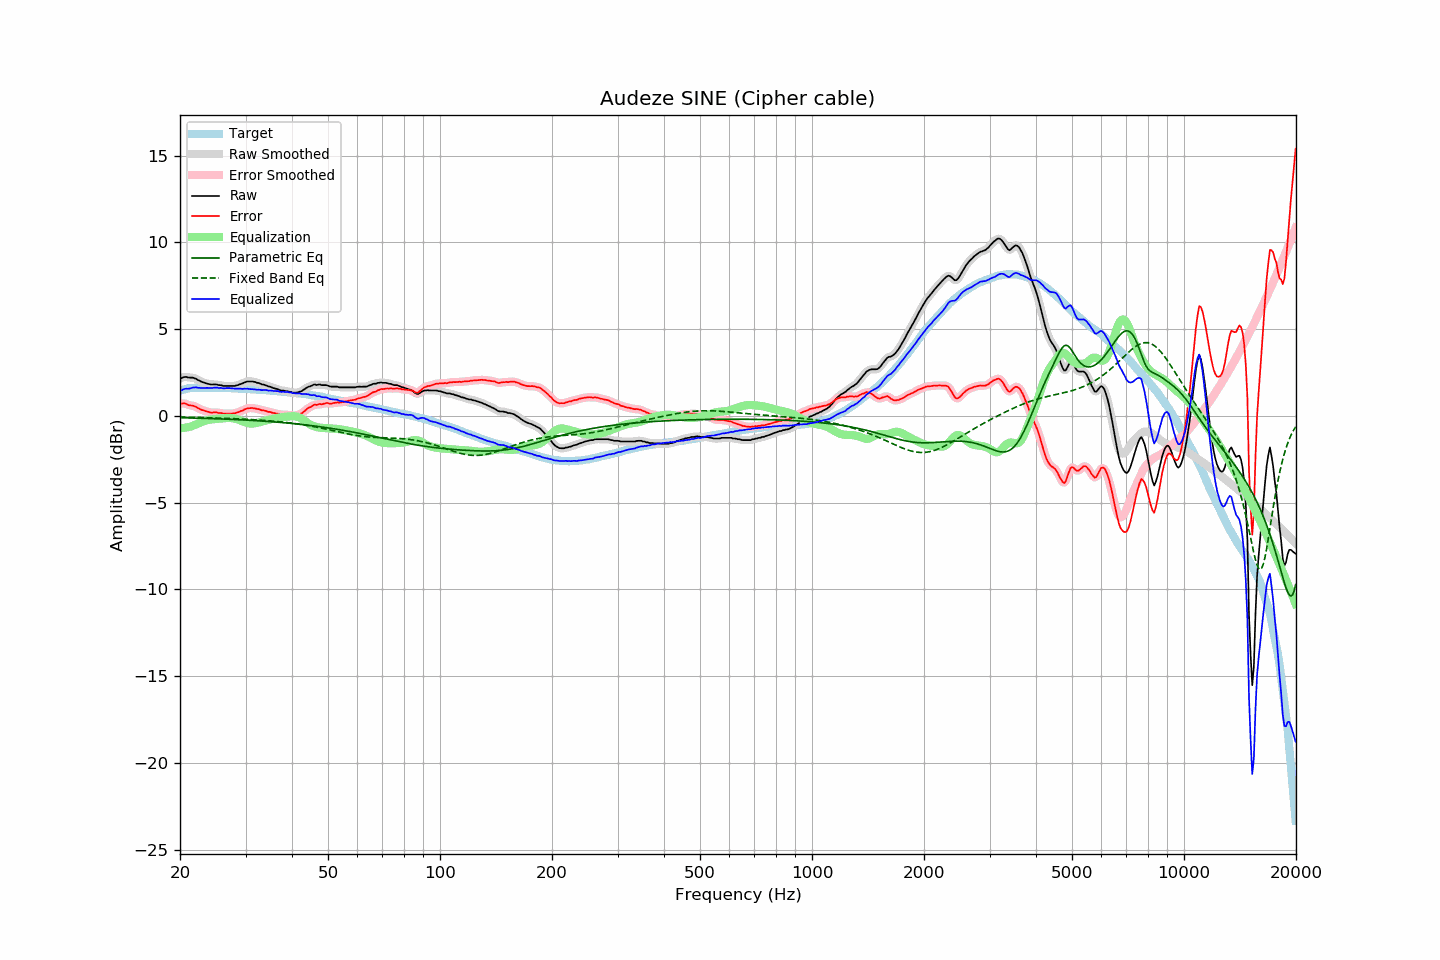 Audeze SINE (Cipher cable)
Target
Raw Smoothed
Error Smoothed
Raw
Error
Equalization
Parametric Eq
Fixed Band Eq
Equalized
15
10
5
0
−5
−10
−15
−20
−25
Amplitude (dBr)
20 50 100 200 500 1000 2000 5000 10000 20000
Frequency (Hz)